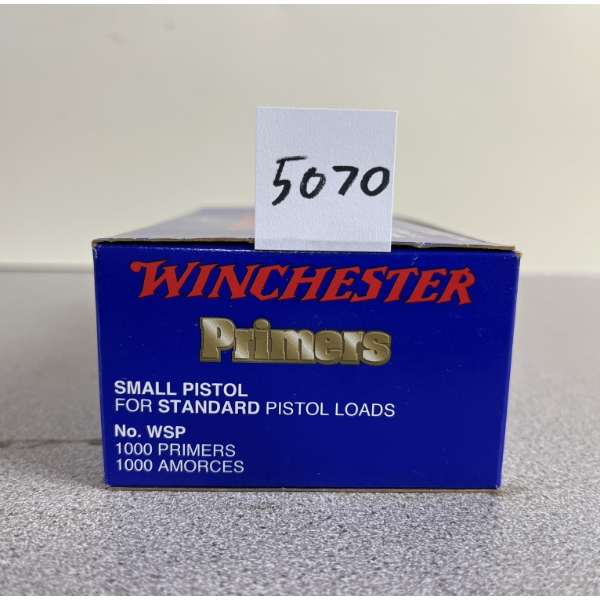 5070
WINCHESTER
Primers
SMALL PISTOL
FOR STANDARD PISTOL LOADS
No. WSP
1000 PRIMERS
1000 AMORCES